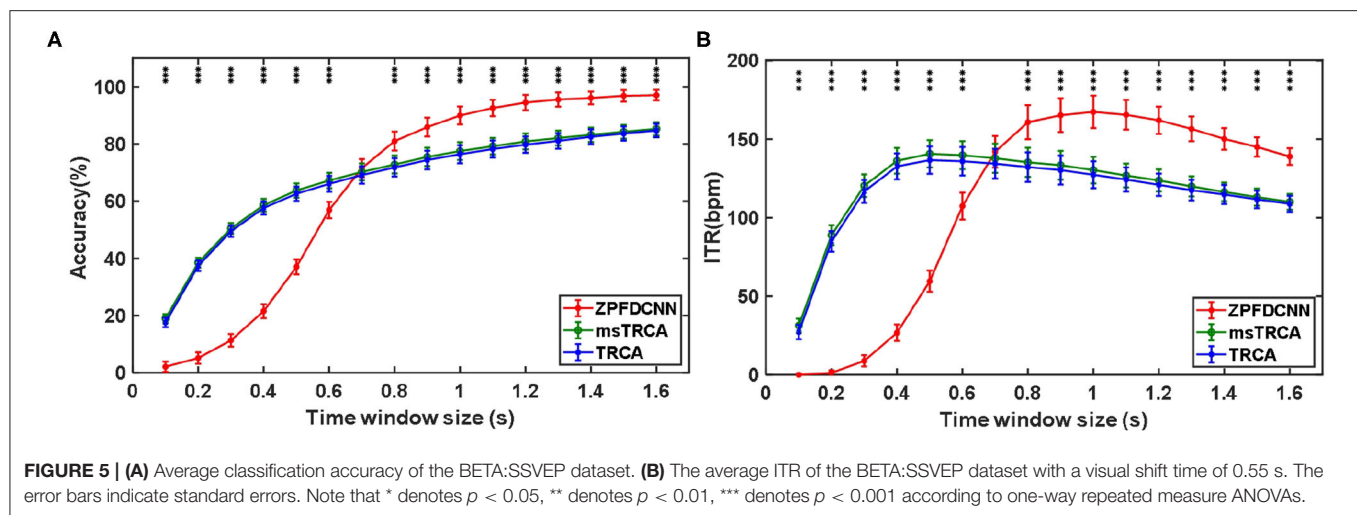 A
*** *** *** *** *** *** *** *** *** *** *** *** *** *** ***
100
80
60
40
20
0
Accuracy(%)
ZPFDCNN
msTRCA
TRCA
0 0.2 0.4 0.6 0.8 1 1.2 1.4 1.6
Time window size (s)
B
*** *** *** *** *** *** *** *** *** *** *** *** *** *** ***
200
150
100
50
0
ITR(bpm)
ZPFDCNN
msTRCA
TRCA
0 0.2 0.4 0.6 0.8 1 1.2 1.4 1.6
Time window size (s)
FIGURE 5 | (A) Average classification accuracy of the BETA:SSVEP dataset. (B) The average ITR of the BETA:SSVEP dataset with a visual shift time of 0.55 s. The
error bars indicate standard errors. Note that * denotes p < 0.05, ** denotes p < 0.01, *** denotes p < 0.001 according to one-way repeated measure ANOVAs.